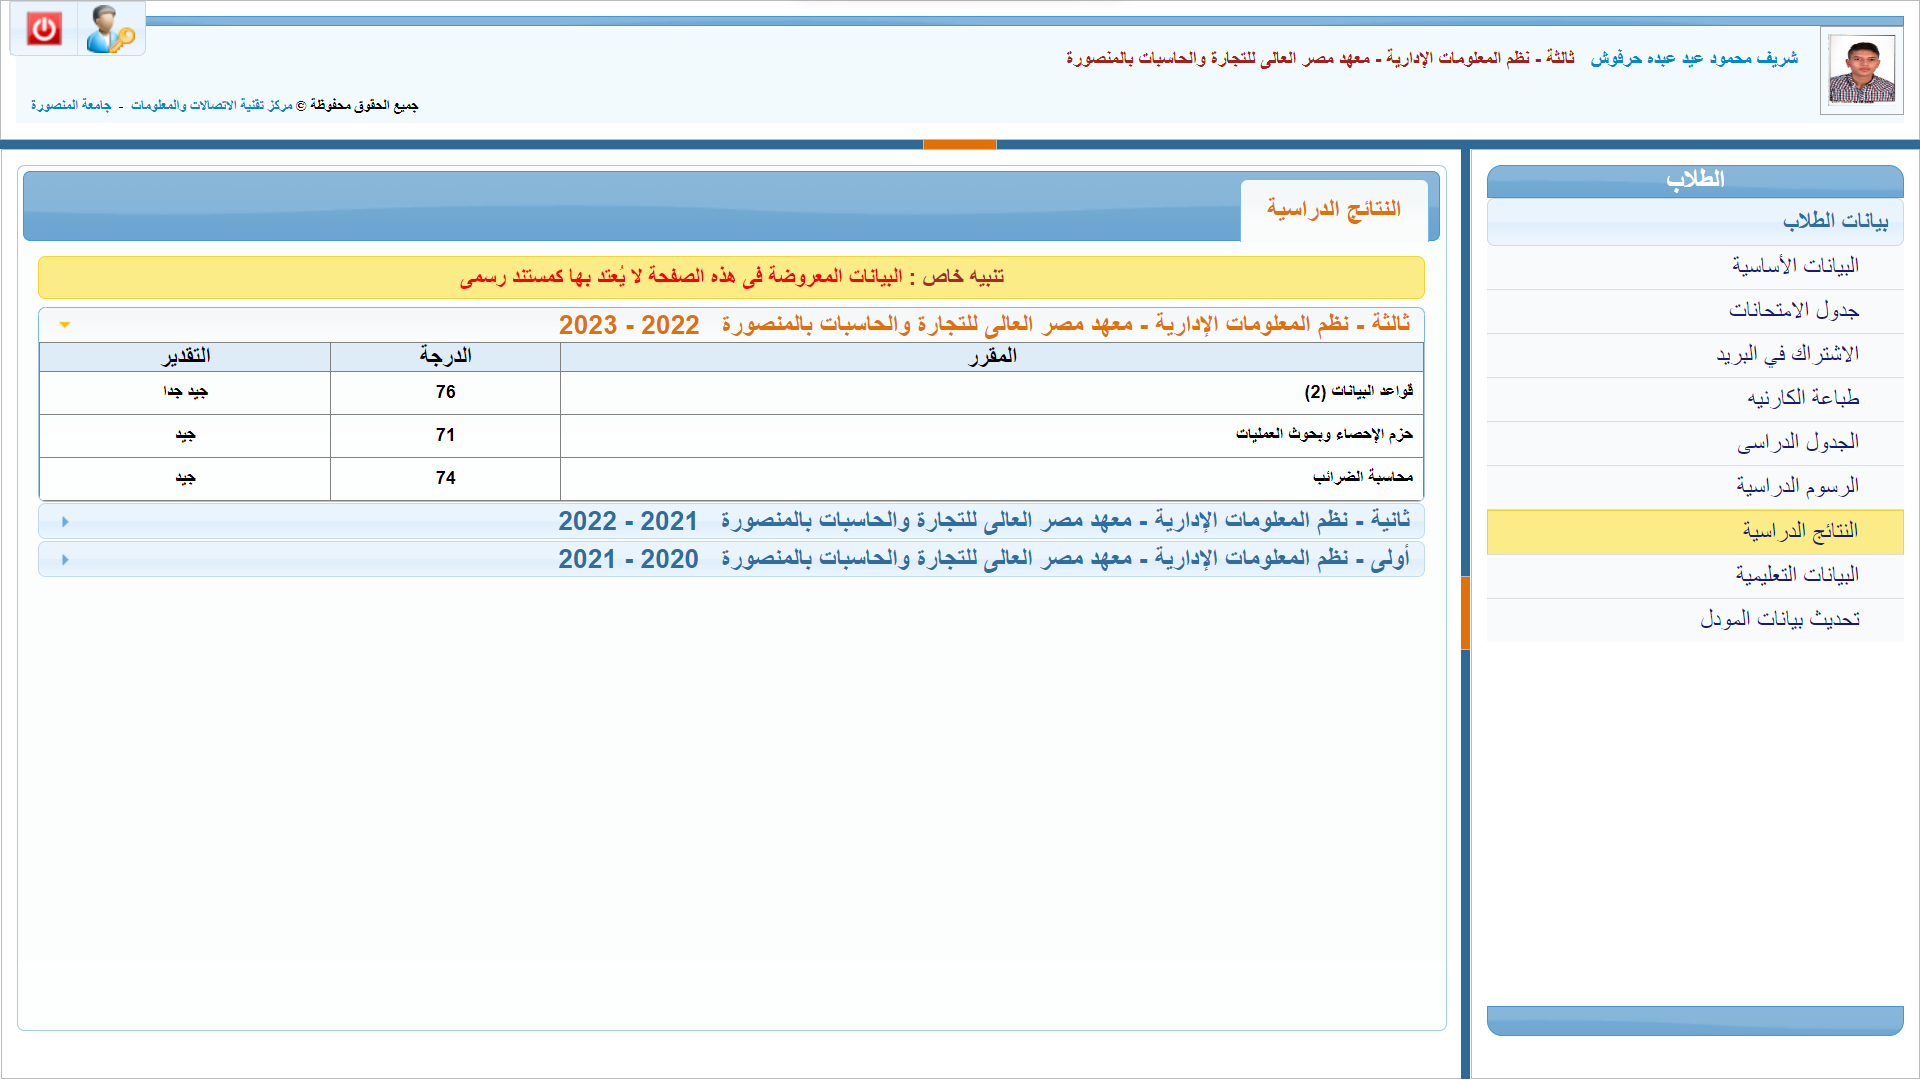 شريف محمود عيد عبده حرفوش ثالثة - نظم المعلومات الإدارية - معهد مصر العالى للتجارة والحاسبات بالمنصورة
جميع الحقوق محفوظة © مركز تقنية الاتصالات والمعلومات - جامعة المنصورة
الطلاب
بيانات الطلاب
البيانات الأساسية
جدول الامتحانات
الاشتراك في البريد
طباعة الكارنيه
الجدول الدراسى
الرسوم الدراسية
النتائج الدراسية
البيانات التعليمية
تحديث بيانات المودل
النتائج الدراسية
تنبيه خاص : البيانات المعروضة فى هذه الصفحة لا يُعتد بها كمستند رسمى
ثالثة - نظم المعلومات الإدارية - معهد مصر العالى للتجارة والحاسبات بالمنصورة 2022 - 2023
المقرر الدرجة التقدير
قواعد البيانات (2) 76 جيد جدا
حزم الإحصاء وبحوث العمليات 71 جيد
محاسبة الضرائب 74 جيد
ثانية - نظم المعلومات الإدارية - معهد مصر العالى للتجارة والحاسبات بالمنصورة 2021 - 2022
أولى - نظم المعلومات الإدارية - معهد مصر العالى للتجارة والحاسبات بالمنصورة 2020 - 2021